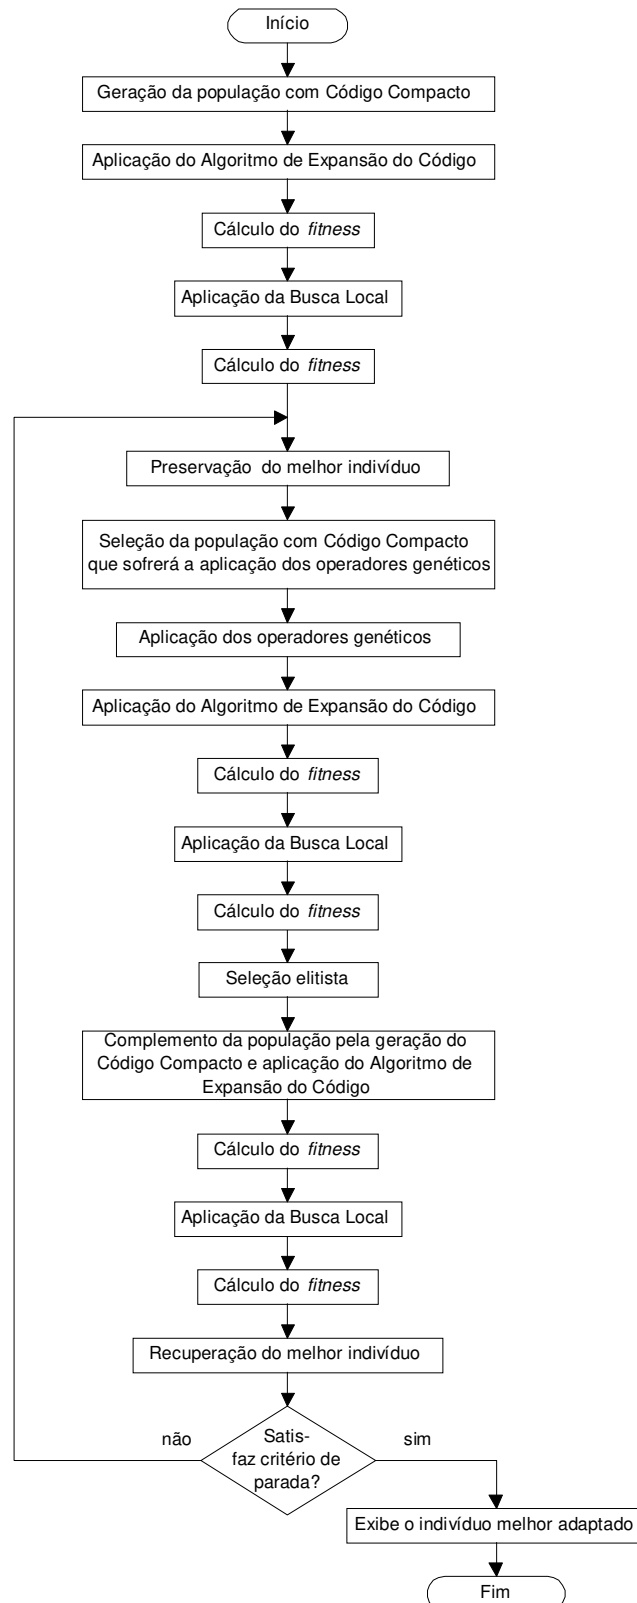 Início
Geração da população com Código Compacto
Aplicação do Algoritmo de Expansão do Código
Cálculo do fitness
Aplicação da Busca Local
Cálculo do fitness
Preservação do melhor indivíduo
Seleção da população com Código Compacto
que sofrerá a aplicação dos operadores genéticos
Aplicação dos operadores genéticos
Aplicação do Algoritmo de Expansão do Código
Cálculo do fitness
Aplicação da Busca Local
Cálculo do fitness
Seleção elitista
Complemento da população pela geração do
Código Compacto e aplicação do Algoritmo de
Expansão do Código
Cálculo do fitness
Aplicação da Busca Local
Cálculo do fitness
Recuperação do melhor indivíduo
não
Satis-
faz critério de
parada?
sim
Exibe o indivíduo melhor adaptado
Fim